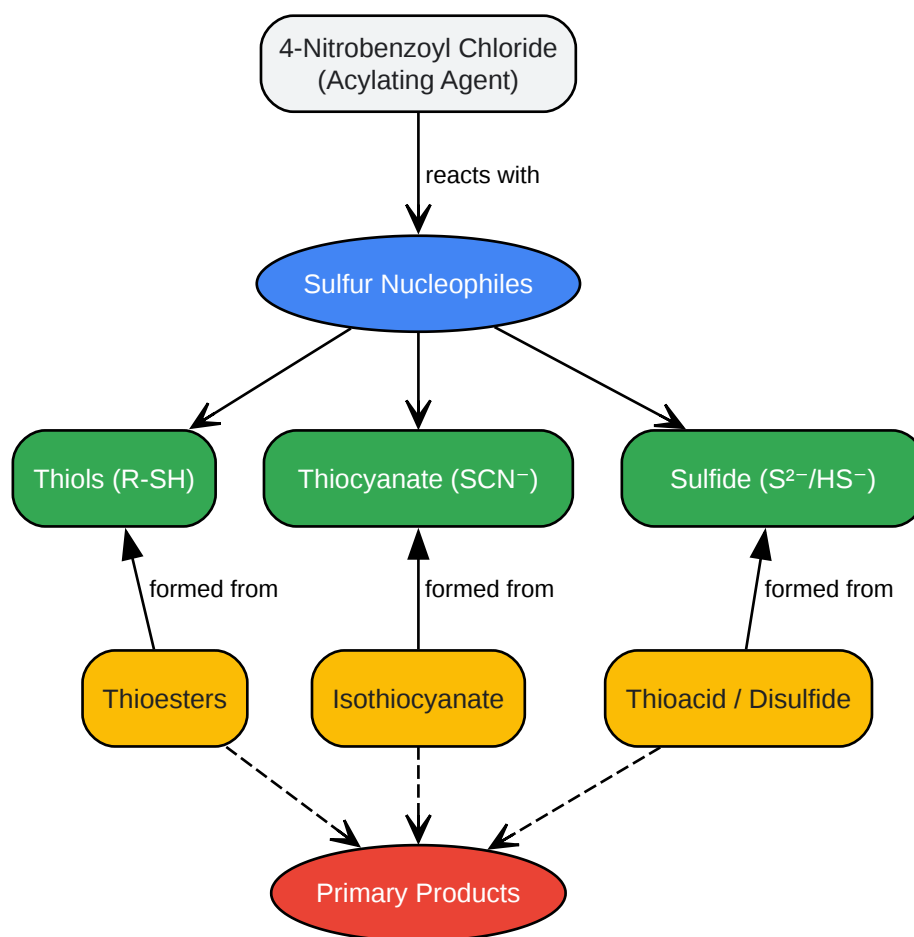 4-Nitrobenzoyl Chloride
(Acylating Agent)
reacts with
Sulfur Nucleophiles
Thiols (R-SH)
Thiocyanate (SCN⁻)
Sulfide (S²⁻/HS⁻)
formed from
formed from
formed from
Thioesters
Isothiocyanate
Thioacid / Disulfide
Primary Products